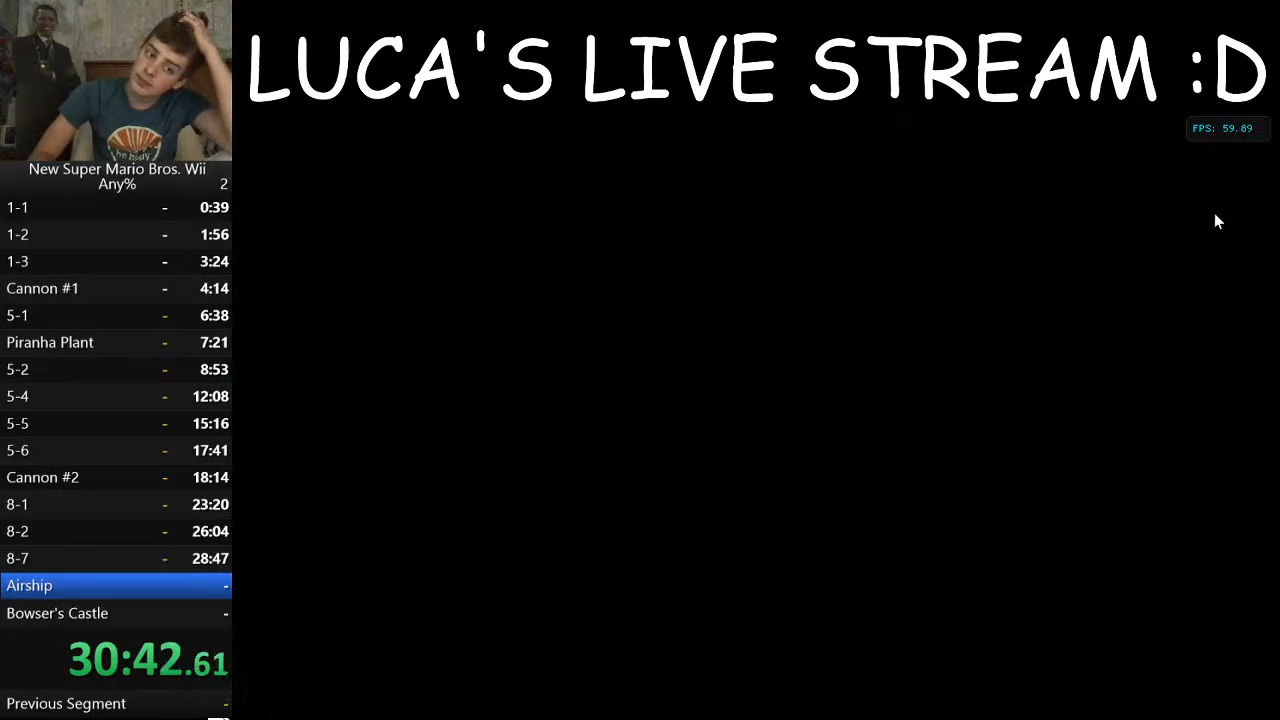 LUCA'S LIVE STREAM :D
FPS: 59.89
New Super Mario Bros. Wii
Any% 2
1-1 - 0:39
1-2 - 1:56
1-3 - 3:24
Cannon #1 - 4:14
5-1 - 6:38
Piranha Plant - 7:21
5-2 - 8:53
5-4 - 12:08
5-5 - 15:16
5-6 - 17:41
Cannon #2 - 18:14
8-1 - 23:20
8-2 - 26:04
8-7 - 28:47
Airship -
Bowser's Castle -
30:42.61
Previous Segment -